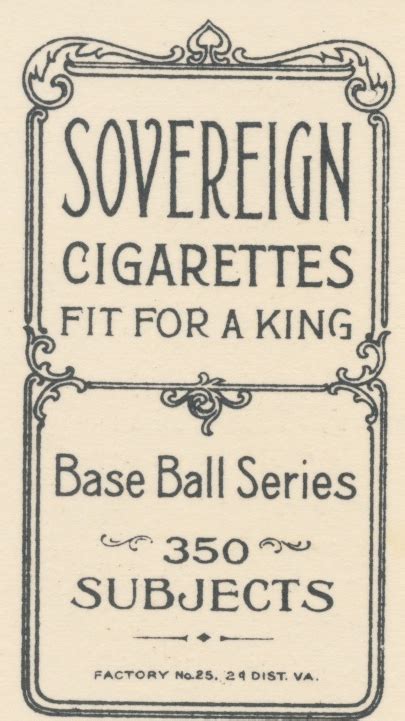 SOVEREIGN
CIGARETTES
FIT FOR A KING
Base Ball Series
350
SUBJECTS
FACTORY No.25, 2d DIST. VA.